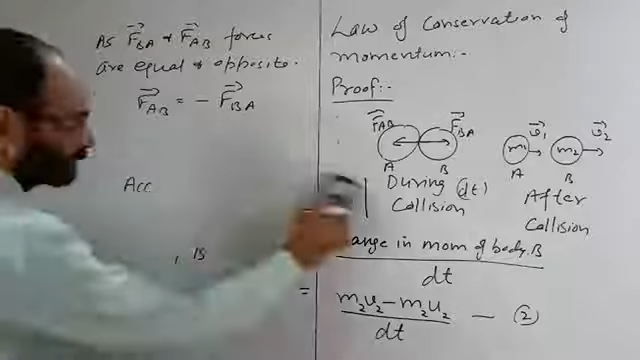 As F⃗BA & F⃗AB forces
are equal & opposite.
F⃗AB = - F⃗BA
Acc
, is
Law of Conservation of
momentum:-
Proof:-
F⃗AB F⃗BA
A B
During (dt)
Collision
v⃗1 v⃗2
m1 m2
A B
After
Collision
in mom of body B
dt
= m2v2 - m2u2 — ②
dt